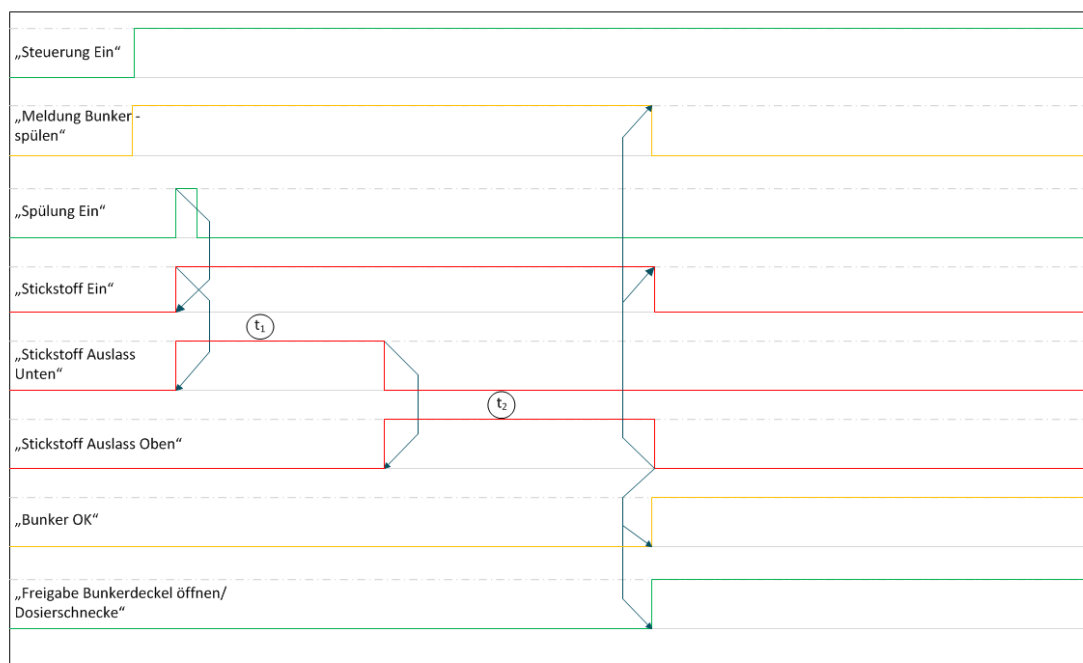 „Steuerung Ein“
„Meldung Bunker -
spülen“
„Spülung Ein“
„Stickstoff Ein“
t₁
„Stickstoff Auslass
Unten“
t₂
„Stickstoff Auslass Oben“
„Bunker OK“
„Freigabe Bunkerdeckel öffnen/
Dosierschnecke“